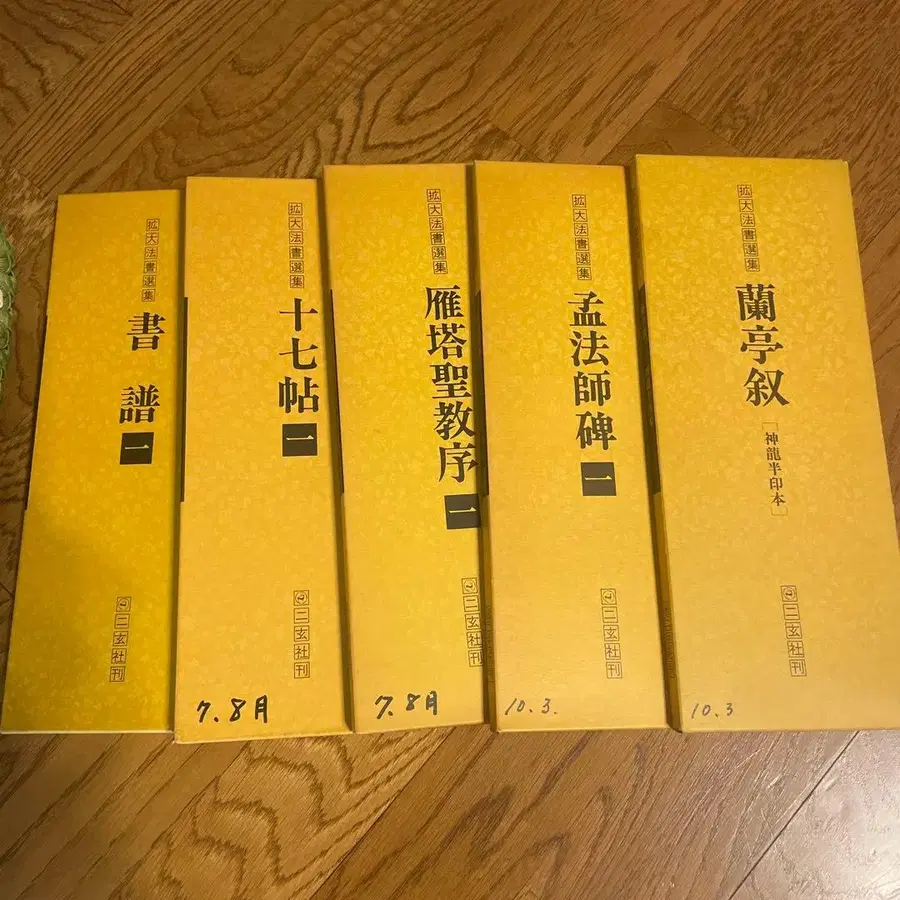 拡大法書選集
書譜 一
二玄社刊
拡大法書選集
十七帖 一
二玄社刊
7.8月
拡大法書選集
雁塔聖教序 一
二玄社刊
7.8月
拡大法書選集
孟法師碑 一
二玄社刊
10.3.
拡大法書選集
蘭亭叙
[神龍半印本]
二玄社刊
10.3